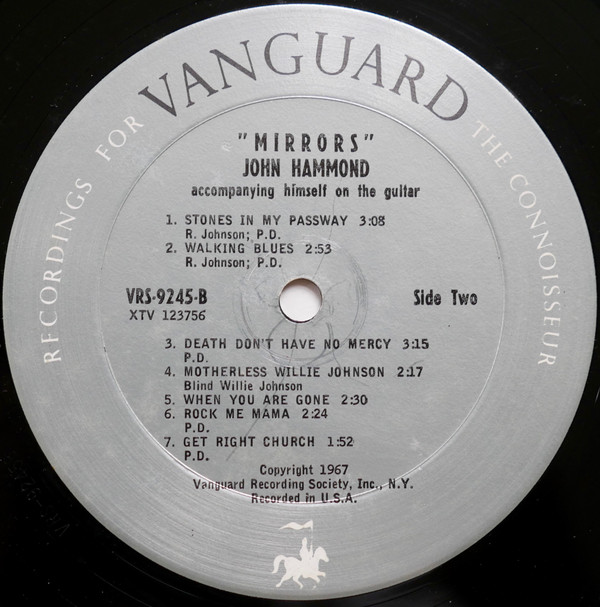 RECORDINGS FOR VANGUARD THE CONNOISSEUR
"MIRRORS"
JOHN HAMMOND
accompanying himself on the guitar
1. STONES IN MY PASSWAY 3:08
R. Johnson; P.D.
2. WALKING BLUES 2:53
R. Johnson; P.D.
VRS-9245-B Side Two
XTV 123756
3. DEATH DON'T HAVE NO MERCY 3:15
P.D.
4. MOTHERLESS WILLIE JOHNSON 2:17
Blind Willie Johnson
5. WHEN YOU ARE GONE 2:30
6. ROCK ME MAMA 2:24
P.D.
7. GET RIGHT CHURCH 1:52
P.D.
Copyright 1967
Vanguard Recording Society, Inc., N.Y.
Recorded in U.S.A.